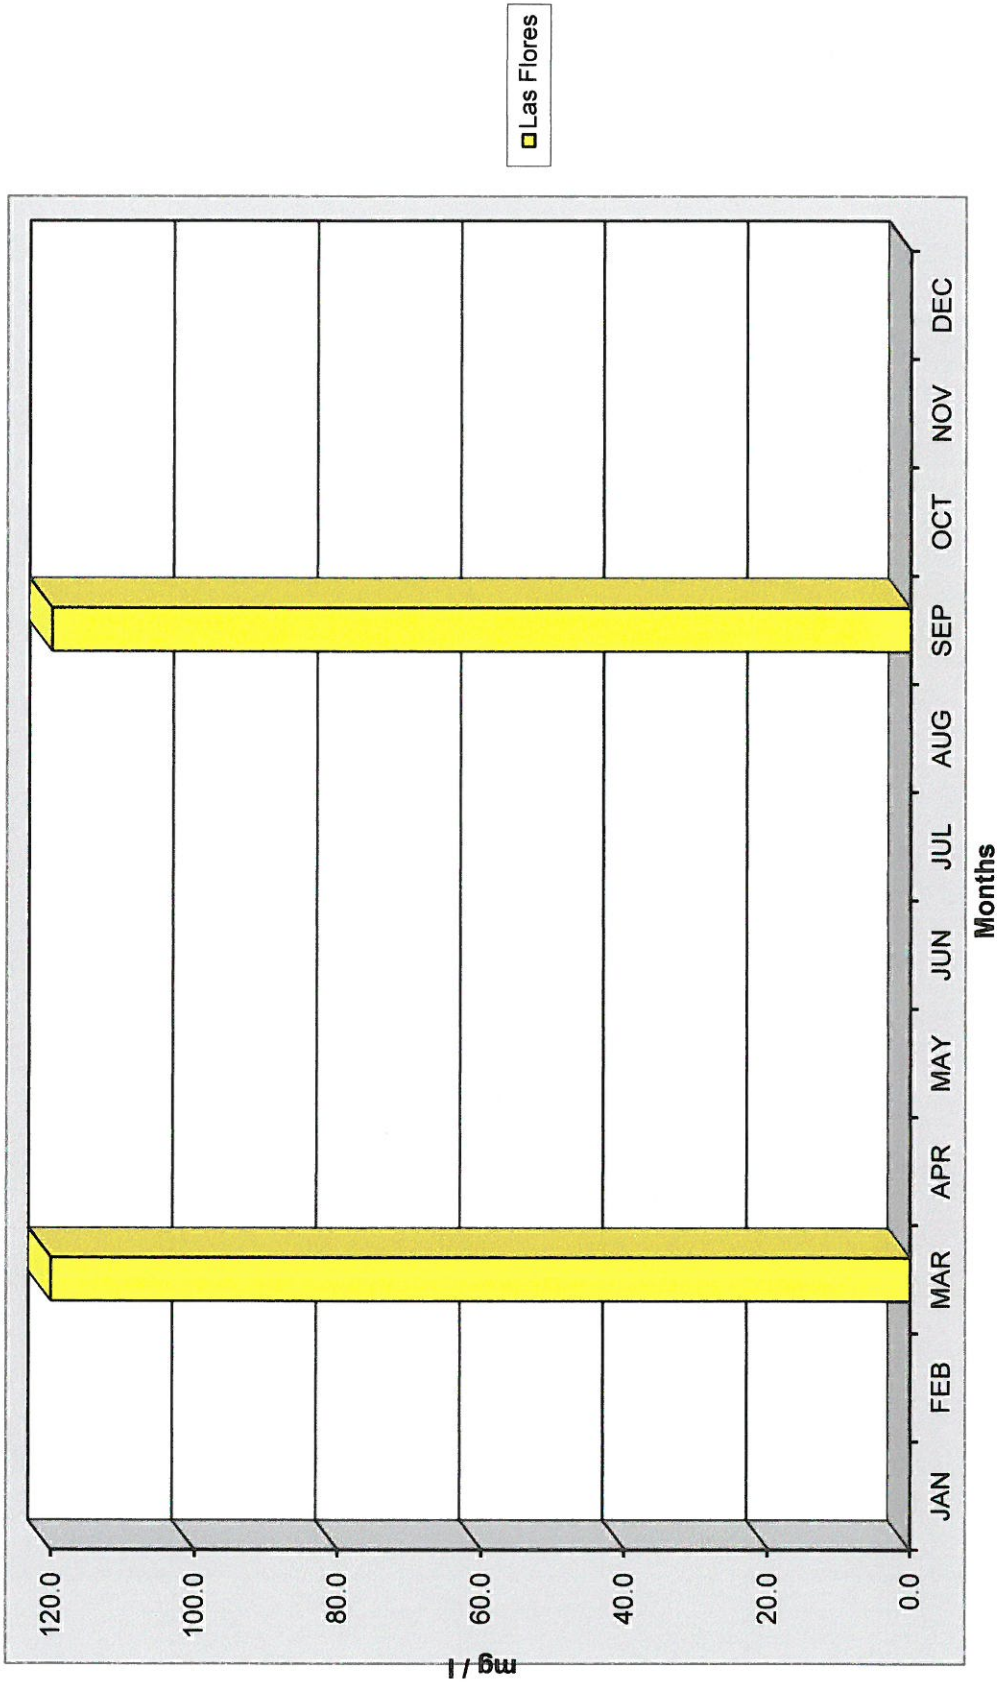 mg / l
120.0
100.0
80.0
60.0
40.0
20.0
0.0
JAN FEB MAR APR MAY JUN JUL AUG SEP OCT NOV DEC
Months
Las Flores